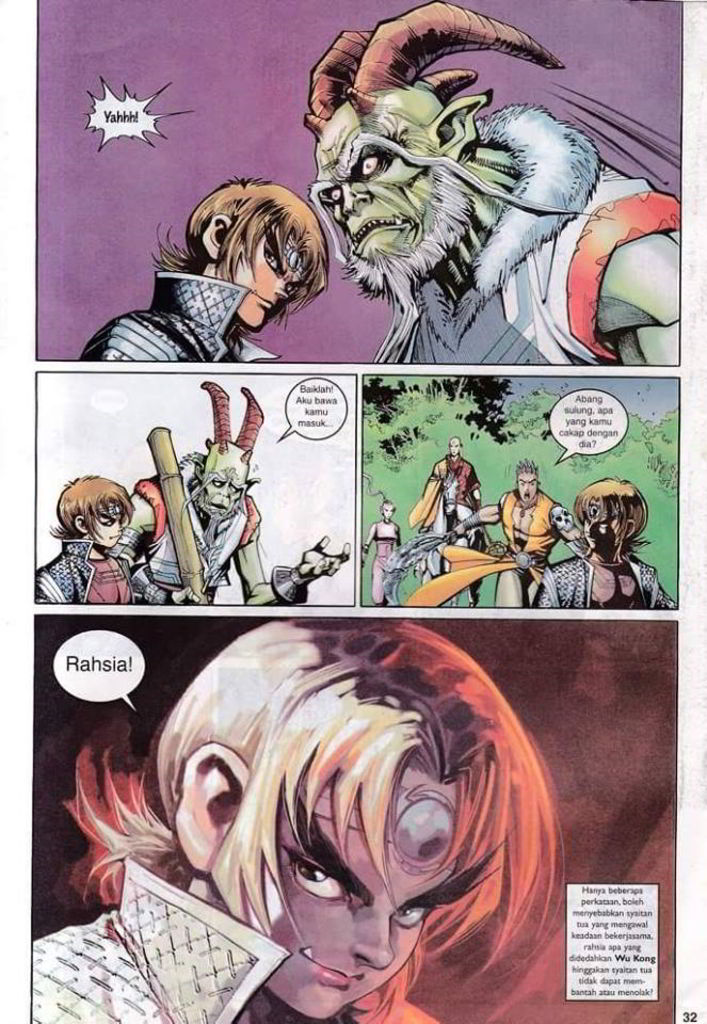 Yahhh!
Baiklah!
Aku bawa
kamu
masuk...
Abang
sulung, apa
yang kamu
cakap dengan
dia?
Rahsia!
Hanya beberapa
perkataan, boleh
menyebabkan syaitan
tua yang mengawal
keadaan bekerjasama,
rahsia apa yang
didedahkan Wu Kong
hinggakan syaitan tua
tidak dapat mem-
bantah atau menolak?
32